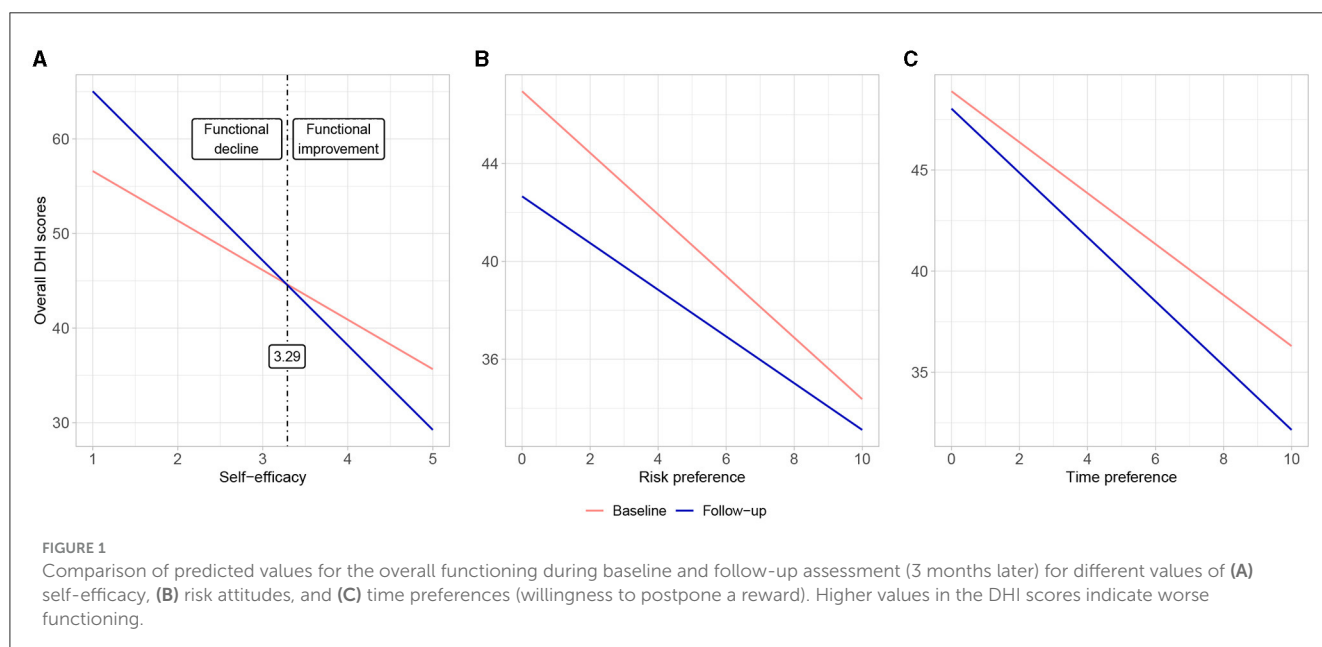 A
B
C
Functional
decline
Functional
improvement
3.29
Overall DHI scores
60
50
40
30
1 2 3 4 5
Self-efficacy
44
40
36
0 2 4 6 8 10
Risk preference
45
40
35
0 2 4 6 8 10
Time preference
Baseline Follow-up
FIGURE 1
Comparison of predicted values for the overall functioning during baseline and follow-up assessment (3 months later) for different values of (A)
self-efficacy, (B) risk attitudes, and (C) time preferences (willingness to postpone a reward). Higher values in the DHI scores indicate worse
functioning.